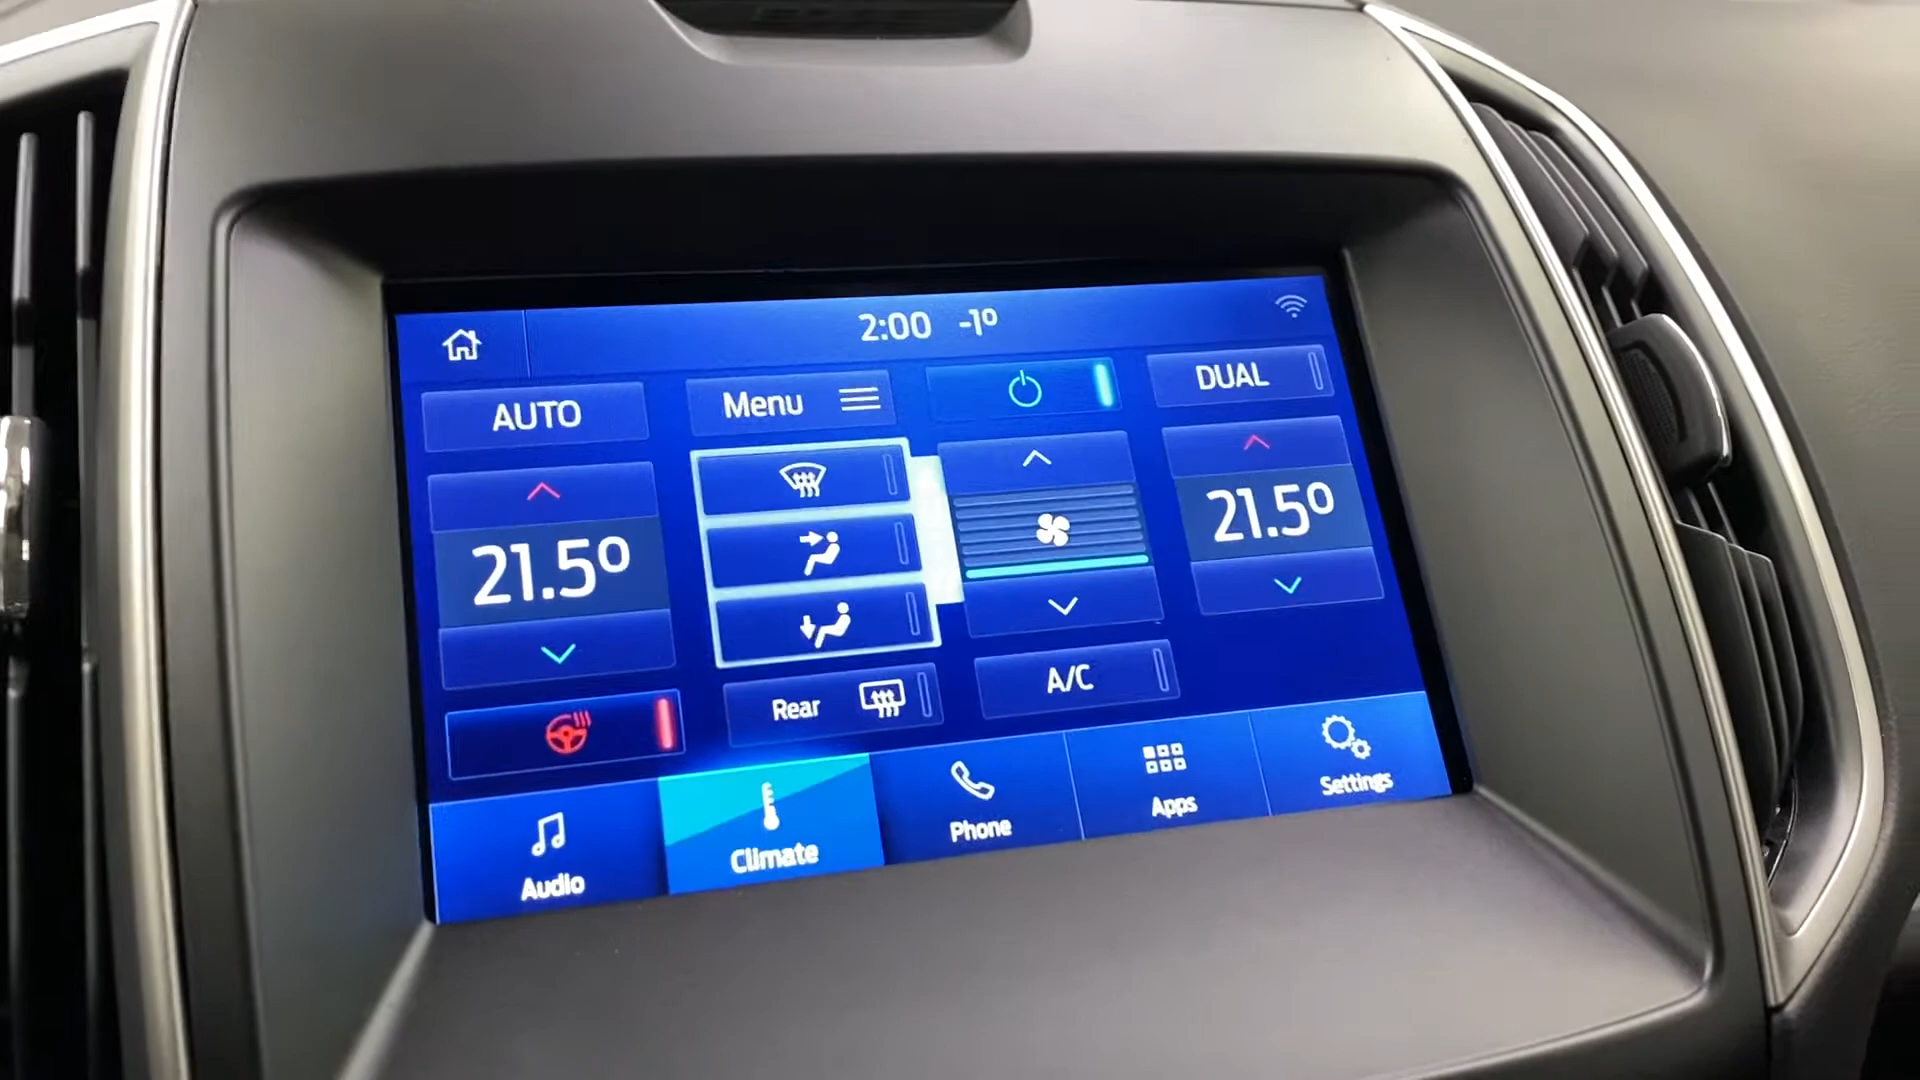 2:00 -1°
AUTO
Menu
DUAL
21.5°
21.5°
Rear
A/C
Audio
Climate
Phone
Apps
Settings